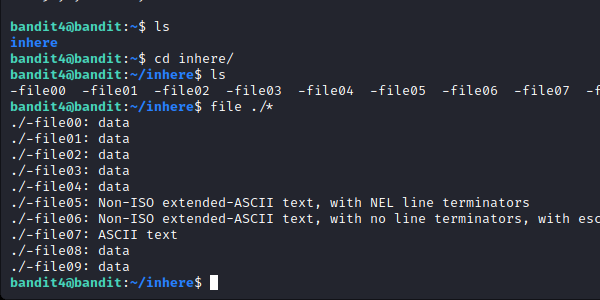 bandit4@bandit:~$ ls
inhere
bandit4@bandit:~$ cd inhere/
bandit4@bandit:~/inhere$ ls
-file00  -file01  -file02  -file03  -file04  -file05  -file06  -file07  -f
bandit4@bandit:~/inhere$ file ./*
./-file00: data
./-file01: data
./-file02: data
./-file03: data
./-file04: data
./-file05: Non-ISO extended-ASCII text, with NEL line terminators
./-file06: Non-ISO extended-ASCII text, with no line terminators, with esc
./-file07: ASCII text
./-file08: data
./-file09: data
bandit4@bandit:~/inhere$